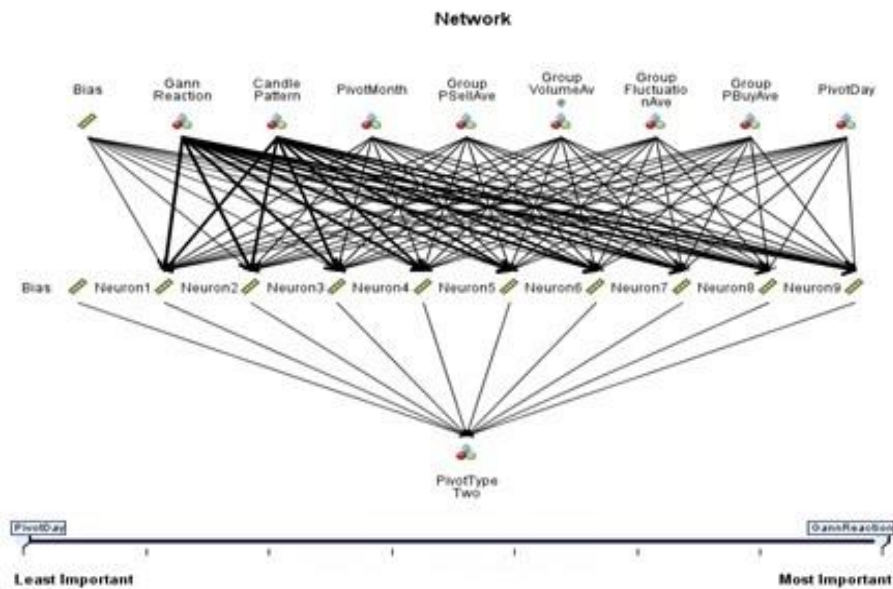 Network
Bias
Gann
Reaction
Candle
Pattern
PivotMonth
Group
PSellAve
Group
VolumeAv
e
Group
Fluctuatio
nAve
Group
PBuyAve
PivotDay
Bias Neuron1 Neuron2 Neuron3 Neuron4 Neuron5 Neuron6 Neuron7 Neuron8 Neuron9
PivotType
Two
PivotDay GannReaction
Least Important Most Important